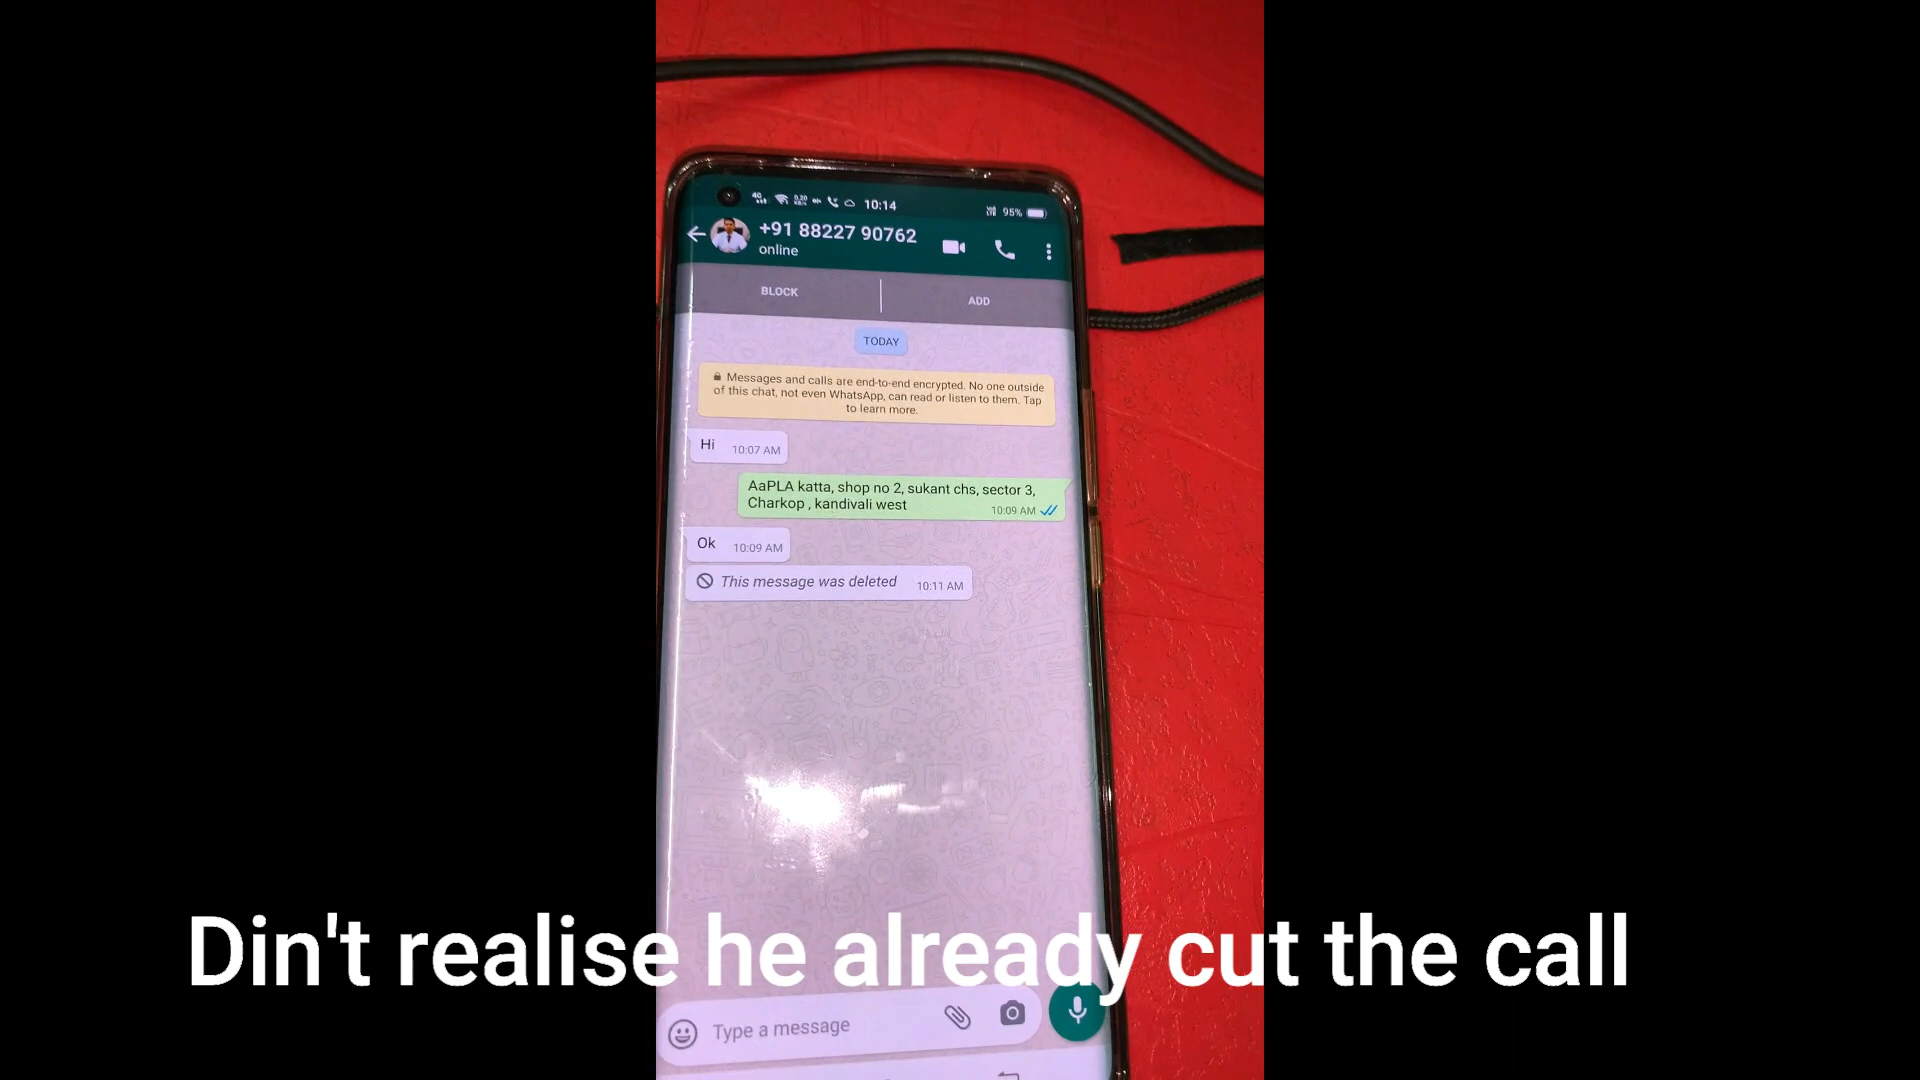 4G
0.20
KB/s
10:14
95%
+91 88227 90762
online
BLOCK
ADD
TODAY
Messages and calls are end-to-end encrypted. No one outside
of this chat, not even WhatsApp, can read or listen to them. Tap
to learn more.
Hi 10:07 AM
AaPLA katta, shop no 2, sukant chs, sector 3,
Charkop , kandivali west 10:09 AM
Ok 10:09 AM
This message was deleted 10:11 AM
Din't realise he already cut the call
Type a message